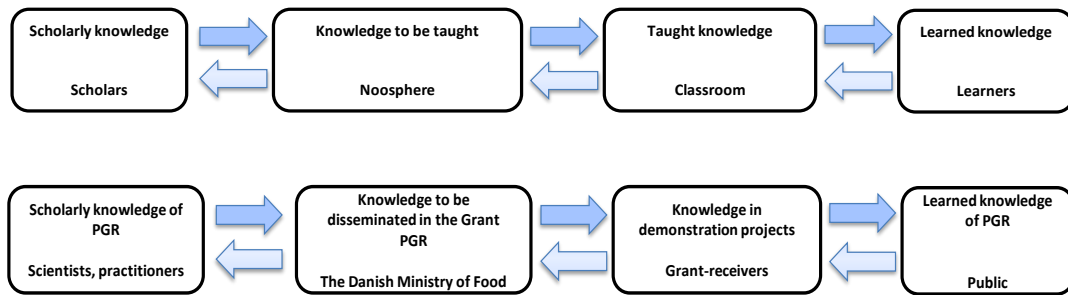 Scholarly knowledge
Scholars
Knowledge to be taught
Noosphere
Taught knowledge
Classroom
Learned knowledge
Learners
Scholarly knowledge of
PGR
Scientists, practitioners
Knowledge to be
disseminated in the Grant
PGR
The Danish Ministry of Food
Knowledge in
demonstration projects
Grant-receivers
Learned knowledge
of PGR
Public